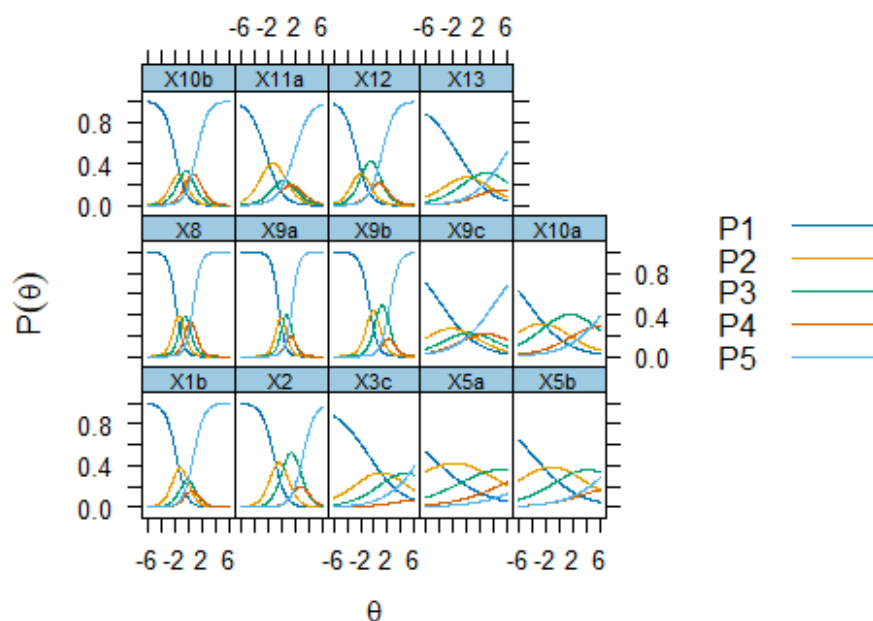 -6 -2 2 6 -6 -2 2 6
X10b X11a X12 X13
0.8
0.4
0.0
X8 X9a X9b X9c X10a
0.8
0.4
0.0
X1b X2 X3c X5a X5b
0.8
0.4
0.0
-6 -2 2 6 -6 -2 2 6 -6 -2 2 6
θ
P(θ)
P1
P2
P3
P4
P5